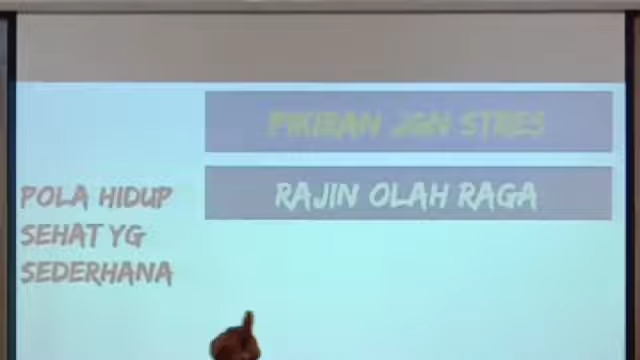 PIKIRAN JGN STRES
RAJIN OLAH RAGA
POLA HIDUP
SEHAT YG
SEDERHANA